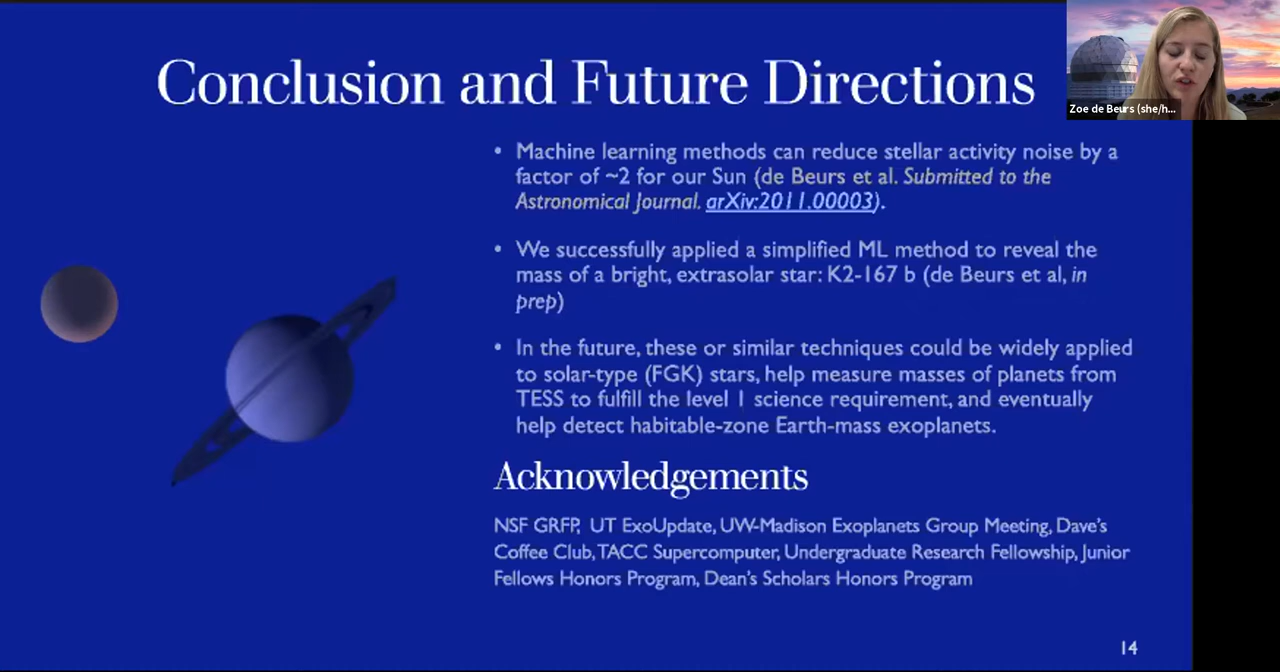 Conclusion and Future Directions
Zoe de Beurs (she/h...
• Machine learning methods can reduce stellar activity noise by a
factor of ~2 for our Sun (de Beurs et al. Submitted to the
Astronomical Journal. arXiv:2011.00003).
• We successfully applied a simplified ML method to reveal the
mass of a bright, extrasolar star: K2-167 b (de Beurs et al, in
prep)
• In the future, these or similar techniques could be widely applied
to solar-type (FGK) stars, help measure masses of planets from
TESS to fulfill the level 1 science requirement, and eventually
help detect habitable-zone Earth-mass exoplanets.
Acknowledgements
NSF GRFP, UT ExoUpdate, UW-Madison Exoplanets Group Meeting, Dave's
Coffee Club, TACC Supercomputer, Undergraduate Research Fellowship, Junior
Fellows Honors Program, Dean's Scholars Honors Program
14